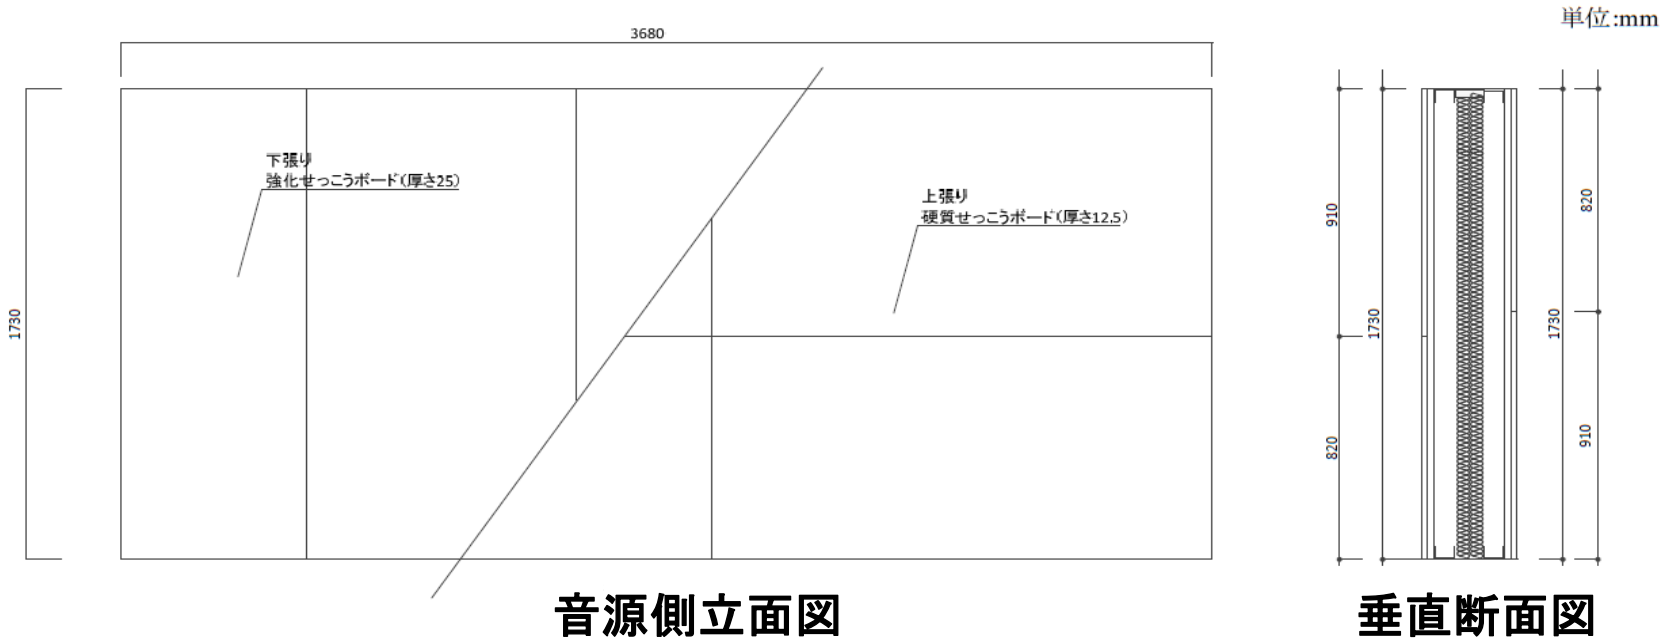 単位:mm
3680
下張り
強化せっこうボード(厚さ25)
上張り
硬質せっこうボード(厚さ12.5)
1730
910
820
1730
1730
820
910
音源側立面図
垂直断面図